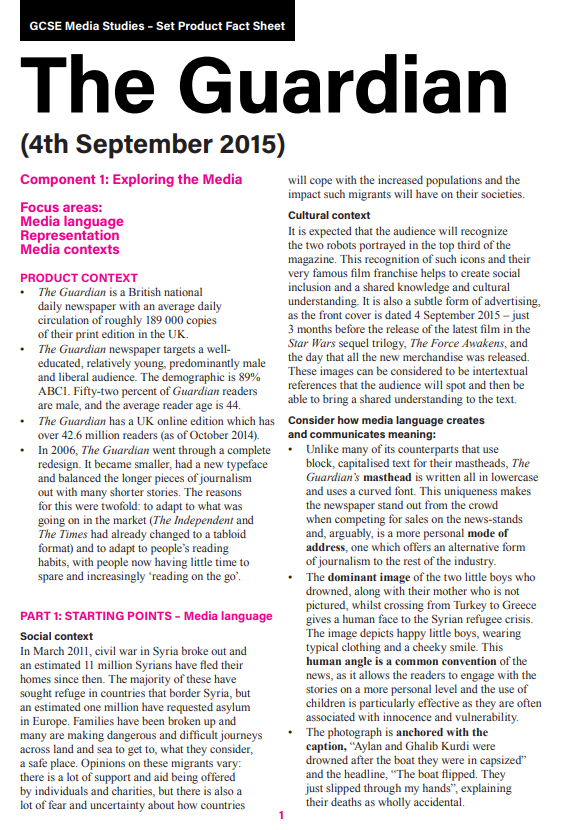 GCSE Media Studies – Set Product Fact Sheet
The Guardian
(4th September 2015)
Component 1: Exploring the Media
Focus areas:
Media language
Representation
Media contexts
PRODUCT CONTEXT
• The Guardian is a British national
daily newspaper with an average daily
circulation of roughly 189 000 copies
of their print edition in the UK.
• The Guardian newspaper targets a well-
educated, relatively young, predominantly male
and liberal audience. The demographic is 89%
ABC1. Fifty-two percent of Guardian readers
are male, and the average reader age is 44.
• The Guardian has a UK online edition which has
over 42.6 million readers (as of October 2014).
• In 2006, The Guardian went through a complete
redesign. It became smaller, had a new typeface
and balanced the longer pieces of journalism
out with many shorter stories. The reasons
for this were twofold: to adapt to what was
going on in the market (The Independent and
The Times had already changed to a tabloid
format) and to adapt to people's reading
habits, with people now having little time to
spare and increasingly 'reading on the go'.
PART 1: STARTING POINTS – Media language
Social context
In March 2011, civil war in Syria broke out and
an estimated 11 million Syrians have fled their
homes since then. The majority of these have
sought refuge in countries that border Syria, but
an estimated one million have requested asylum
in Europe. Families have been broken up and
many are making dangerous and difficult journeys
across land and sea to get to, what they consider,
a safe place. Opinions on these migrants vary:
there is a lot of support and aid being offered
by individuals and charities, but there is also a
lot of fear and uncertainty about how countries
will cope with the increased populations and the
impact such migrants will have on their societies.
Cultural context
It is expected that the audience will recognize
the two robots portrayed in the top third of the
magazine. This recognition of such icons and their
very famous film franchise helps to create social
inclusion and a shared knowledge and cultural
understanding. It is also a subtle form of advertising,
as the front cover is dated 4 September 2015 – just
3 months before the release of the latest film in the
Star Wars sequel trilogy, The Force Awakens, and
the day that all the new merchandise was released.
These images can be considered to be intertextual
references that the audience will spot and then be
able to bring a shared understanding to the text.
Consider how media language creates
and communicates meaning:
• Unlike many of its counterparts that use
block, capitalised text for their mastheads, The
Guardian's masthead is written all in lowercase
and uses a curved font. This uniqueness makes
the newspaper stand out from the crowd
when competing for sales on the news-stands
and, arguably, is a more personal mode of
address, one which offers an alternative form
of journalism to the rest of the industry.
• The dominant image of the two little boys who
drowned, along with their mother who is not
pictured, whilst crossing from Turkey to Greece
gives a human face to the Syrian refugee crisis.
The image depicts happy little boys, wearing
typical clothing and a cheeky smile. This
human angle is a common convention of the
news, as it allows the readers to engage with the
stories on a more personal level and the use of
children is particularly effective as they are often
associated with innocence and vulnerability.
• The photograph is anchored with the
caption, "Aylan and Ghalib Kurdi were
drowned after the boat they were in capsized"
and the headline, "The boat flipped. They
just slipped through my hands", explaining
their deaths as wholly accidental.
1